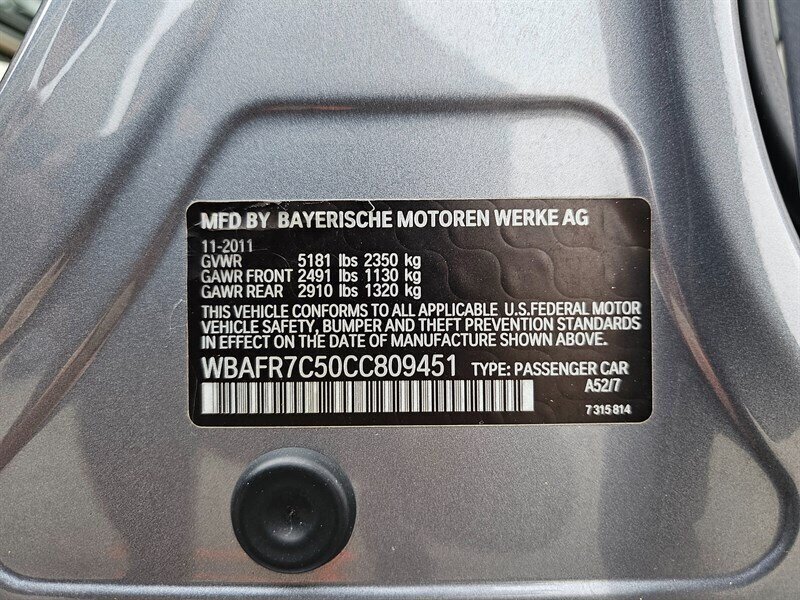 MFD BY BAYERISCHE MOTOREN WERKE AG
11-2011
GVWR 5181 lbs 2350 kg
GAWR FRONT 2491 lbs 1130 kg
GAWR REAR 2910 lbs 1320 kg
THIS VEHICLE CONFORMS TO ALL APPLICABLE U.S.FEDERAL MOTOR
VEHICLE SAFETY, BUMPER AND THEFT PREVENTION STANDARDS
IN EFFECT ON THE DATE OF MANUFACTURE SHOWN ABOVE.
WBAFR7C50CC809451 TYPE: PASSENGER CAR
A52/7
7 315 814